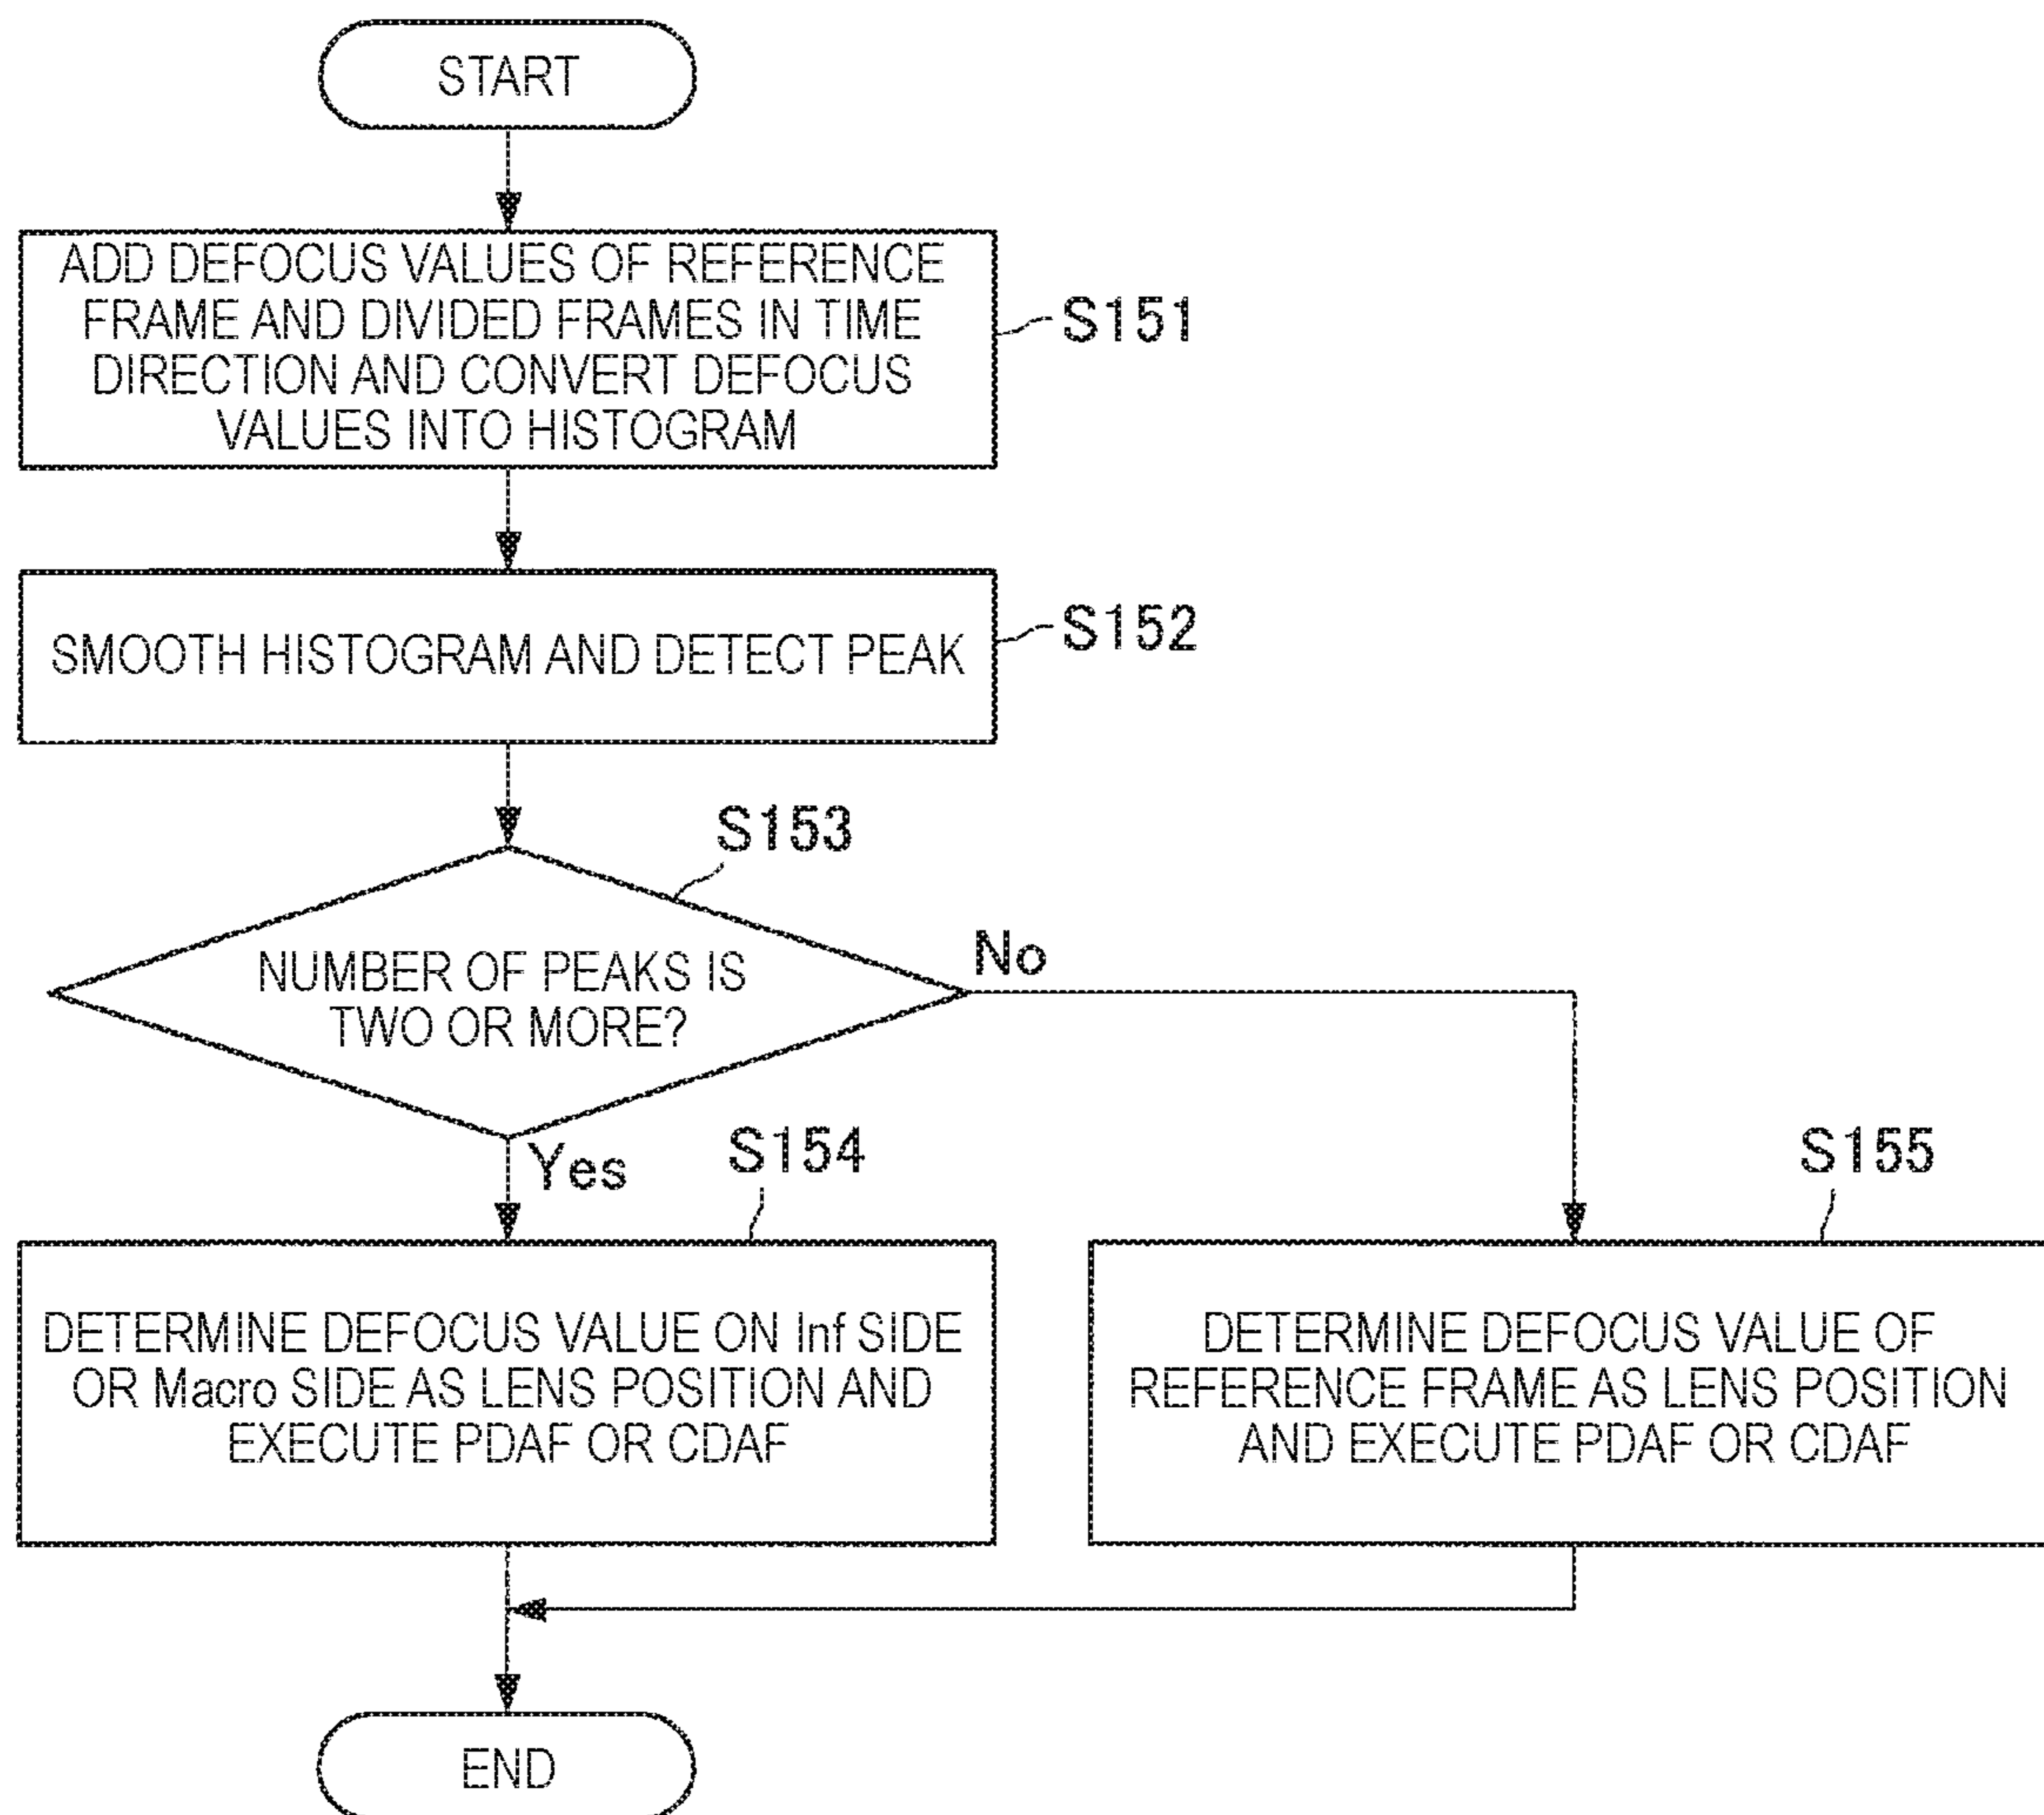 START
ADD DEFOCUS VALUES OF REFERENCE
FRAME AND DIVIDED FRAMES IN TIME
DIRECTION AND CONVERT DEFOCUS
VALUES INTO HISTOGRAM
S151
SMOOTH HISTOGRAM AND DETECT PEAK
S152
S153
NUMBER OF PEAKS IS
TWO OR MORE?
No
Yes
S154
DETERMINE DEFOCUS VALUE ON Inf SIDE
OR Macro SIDE AS LENS POSITION AND
EXECUTE PDAF OR CDAF
S155
DETERMINE DEFOCUS VALUE OF
REFERENCE FRAME AS LENS POSITION
AND EXECUTE PDAF OR CDAF
END